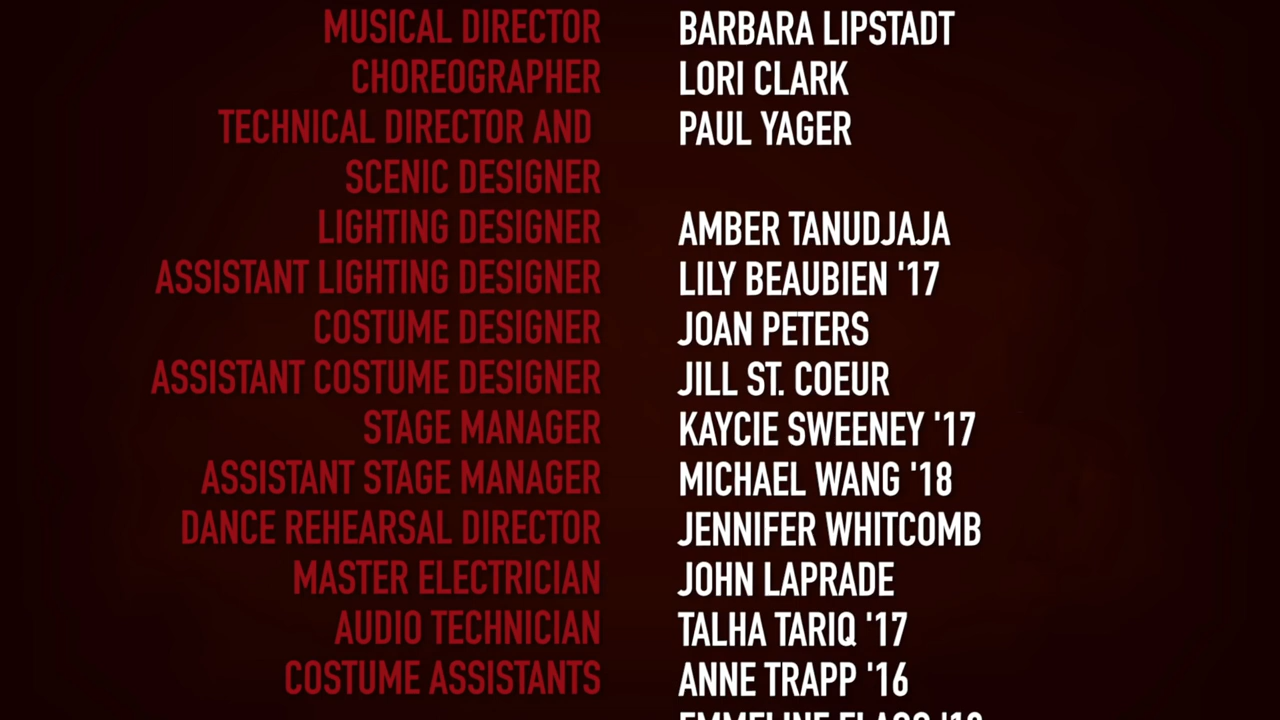 MUSICAL DIRECTOR BARBARA LIPSTADT
CHOREOGRAPHER LORI CLARK
TECHNICAL DIRECTOR AND PAUL YAGER
SCENIC DESIGNER
LIGHTING DESIGNER AMBER TANUDJAJA
ASSISTANT LIGHTING DESIGNER LILY BEAUBIEN '17
COSTUME DESIGNER JOAN PETERS
ASSISTANT COSTUME DESIGNER JILL ST. COEUR
STAGE MANAGER KAYCIE SWEENEY '17
ASSISTANT STAGE MANAGER MICHAEL WANG '18
DANCE REHEARSAL DIRECTOR JENNIFER WHITCOMB
MASTER ELECTRICIAN JOHN LAPRADE
AUDIO TECHNICIAN TALHA TARIQ '17
COSTUME ASSISTANTS ANNE TRAPP '16